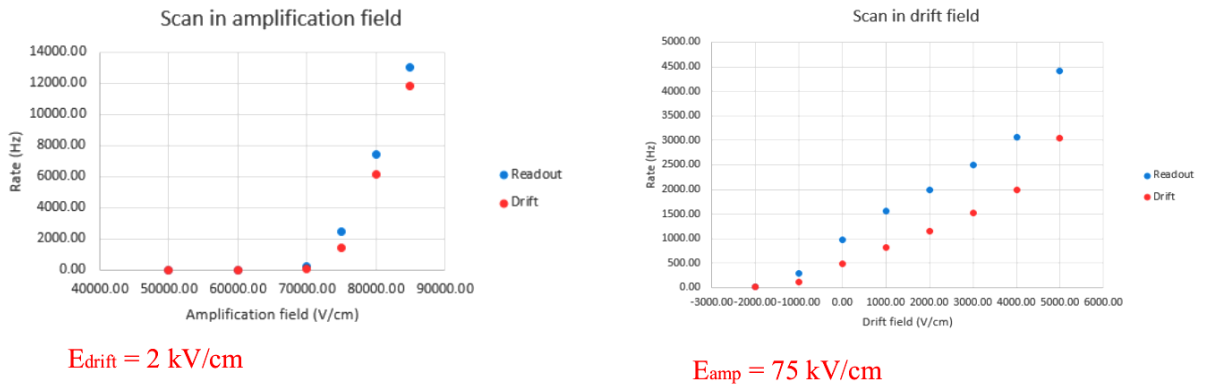 Scan in amplification field
14000.00
12000.00
10000.00
8000.00
6000.00
4000.00
2000.00
0.00
40000.00 50000.00 60000.00 70000.00 80000.00 90000.00
Rate (Hz)
Amplification field (V/cm)
Readout
Drift
Edrift = 2 kV/cm
Scan in drift field
5000.00
4500.00
4000.00
3500.00
3000.00
2500.00
2000.00
1500.00
1000.00
500.00
0.00
-3000.00-2000.00-1000.00 0.00 1000.00 2000.00 3000.00 4000.00 5000.00 6000.00
Rate (Hz)
Drift field (V/cm)
Readout
Drift
Eamp = 75 kV/cm